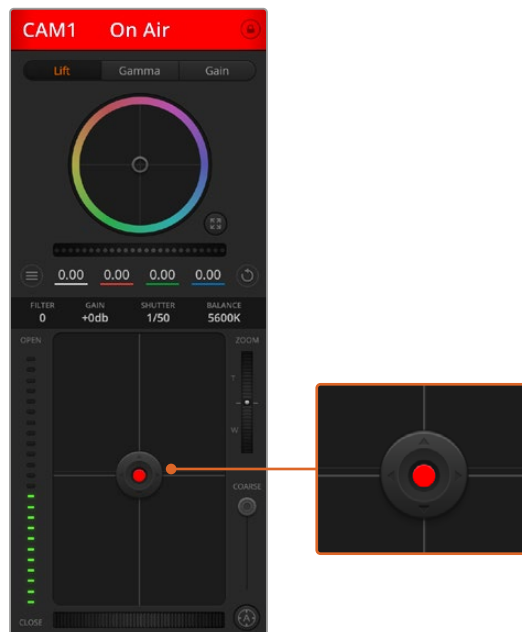 CAM1 On Air
Lift Gamma Gain
0.00 0.00 0.00 0.00
FILTER GAIN SHUTTER BALANCE
0 +0db 1/50 5600K
OPEN ZOOM
T
W
COARSE
CLOSE A